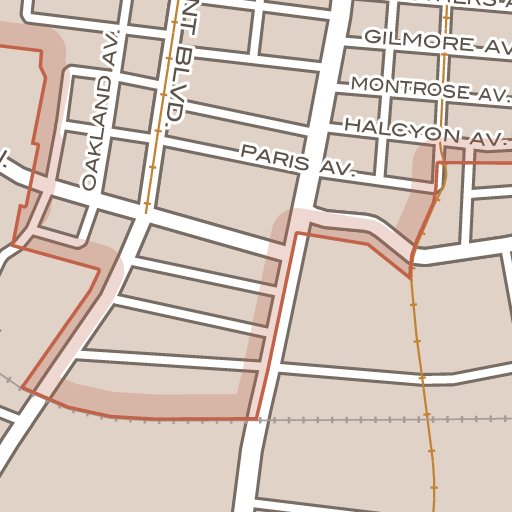 GILMORE AV
MONTROSE AV.
HALCYON AV.
PARIS AV.
OAKLAND AV.
NT. BLVD.